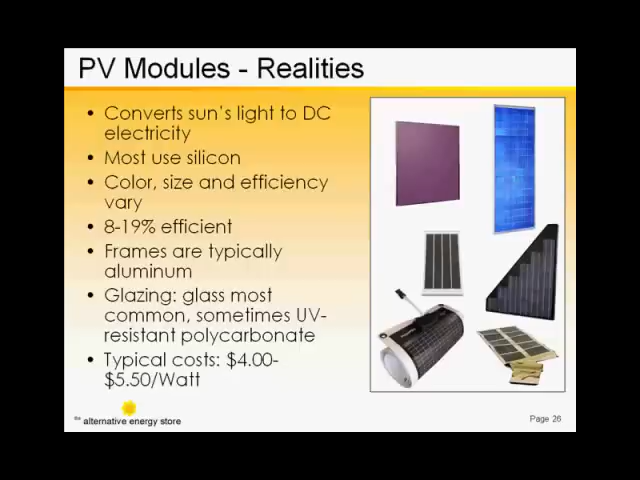 PV Modules - Realities
• Converts sun's light to DC
electricity
• Most use silicon
• Color, size and efficiency
vary
• 8-19% efficient
• Frames are typically
aluminum
• Glazing: glass most
common, sometimes UV-
resistant polycarbonate
• Typical costs: $4.00-
$5.50/Watt
the alternative energy store
Page 26